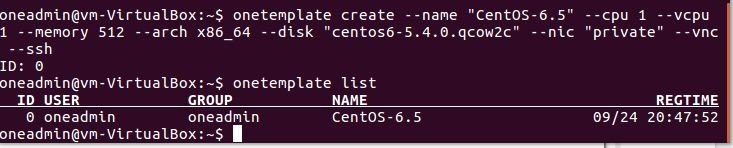 oneadmin@vm-VirtualBox:~$ onetemplate create --name "CentOS-6.5" --cpu 1 --vcpu
1 --memory 512 --arch x86_64 --disk "centos6-5.4.0.qcow2c" --nic "private" --vnc
--ssh
ID: 0
oneadmin@vm-VirtualBox:~$ onetemplate list
ID USER GROUP NAME REGTIME
0 oneadmin oneadmin CentOS-6.5 09/24 20:47:52
oneadmin@vm-VirtualBox:~$